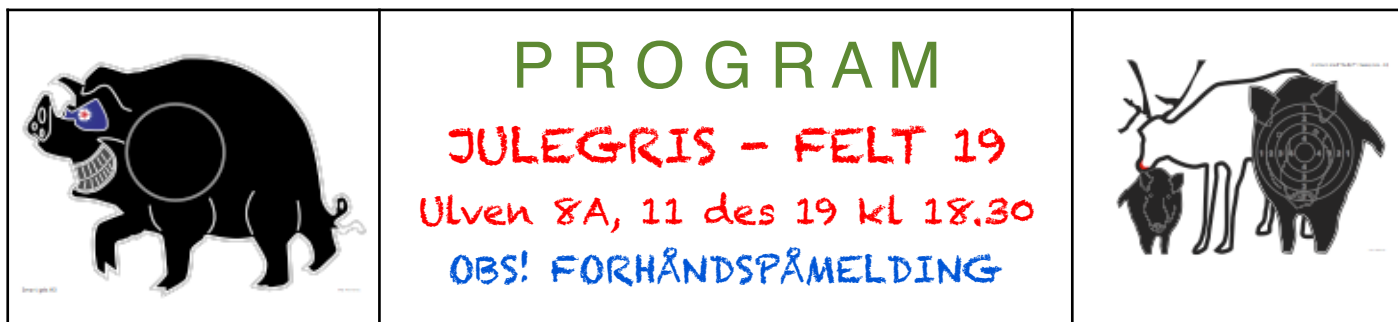 PROGRAM
JULEGRIS - FELT 19
Ulven 8A, 11 des 19 kl 18.30
OBS! FORHÅNDSPÅMELDING